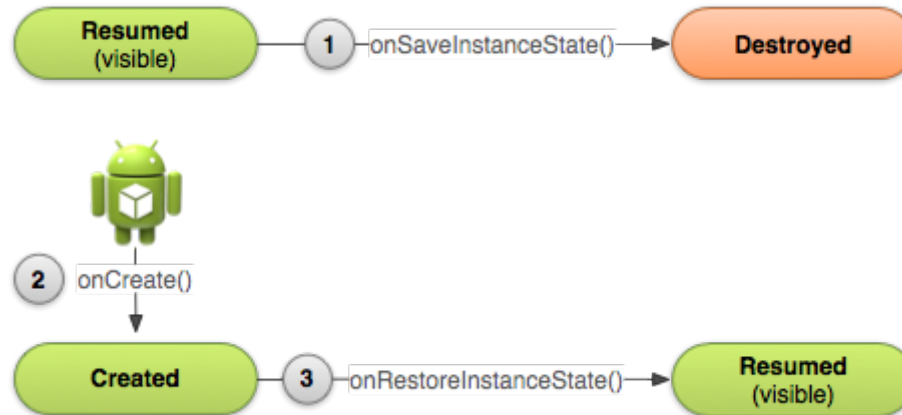 Resumed
(visible)
1
onSaveInstanceState()
Destroyed
2
onCreate()
Created
3
onRestoreInstanceState()
Resumed
(visible)